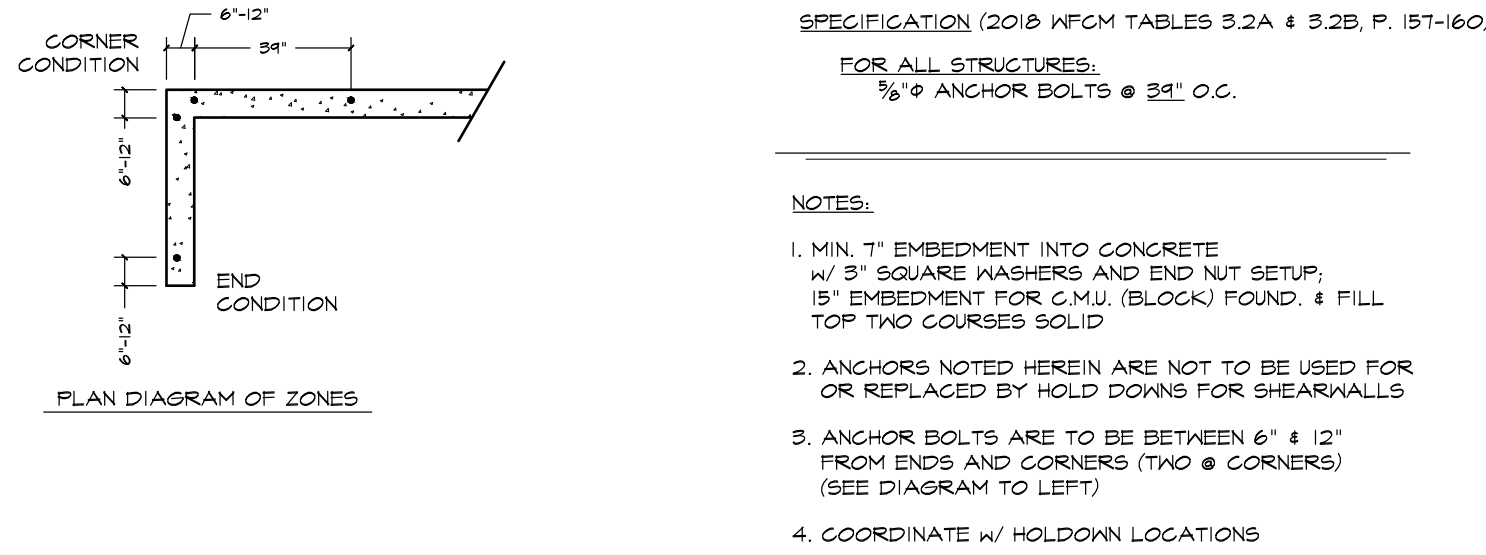 6"-12"
39"
CORNER
CONDITION
6"-12"
END
CONDITION
6"-12"
PLAN DIAGRAM OF ZONES
SPECIFICATION (2018 WFCM TABLES 3.2A & 3.2B, P. 157-160,
FOR ALL STRUCTURES:
5/8"Φ ANCHOR BOLTS @ 39" O.C.
NOTES:
1. MIN. 7" EMBEDMENT INTO CONCRETE
W/ 3" SQUARE WASHERS AND END NUT SETUP;
15" EMBEDMENT FOR C.M.U. (BLOCK) FOUND. & FILL
TOP TWO COURSES SOLID
2. ANCHORS NOTED HEREIN ARE NOT TO BE USED FOR
OR REPLACED BY HOLD DOWNS FOR SHEARWALLS
3. ANCHOR BOLTS ARE TO BE BETWEEN 6" & 12"
FROM ENDS AND CORNERS (TWO @ CORNERS)
(SEE DIAGRAM TO LEFT)
4. COORDINATE W/ HOLDOWN LOCATIONS